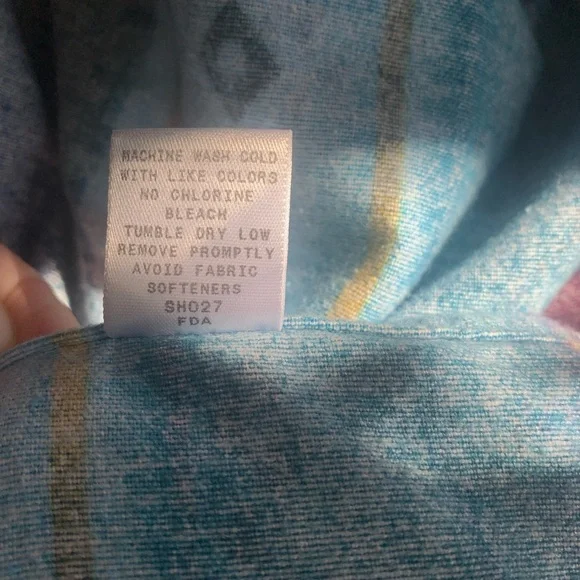 MACHINE WASH COLD
WITH LIKE COLORS
NO CHLORINE
BLEACH
TUMBLE DRY LOW
REMOVE PROMPTLY
AVOID FABRIC
SOFTENERS
SH027
FDA